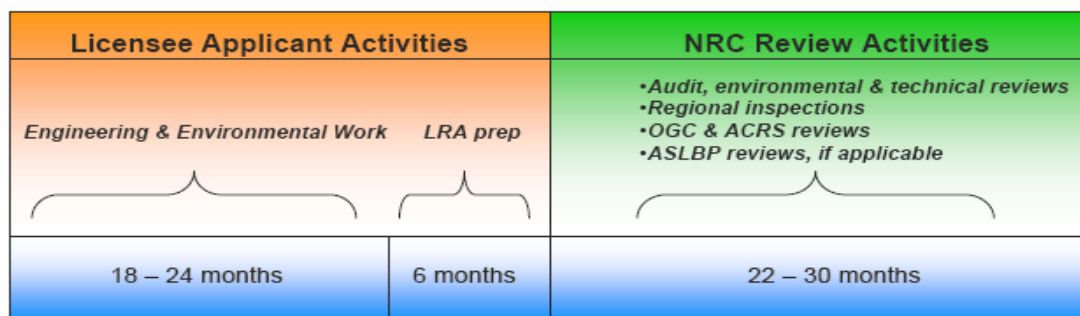 Licensee Applicant Activities
NRC Review Activities
Engineering & Environmental Work
LRA prep
•Audit, environmental & technical reviews
•Regional inspections
•OGC & ACRS reviews
•ASLBP reviews, if applicable
18 – 24 months
6 months
22 – 30 months